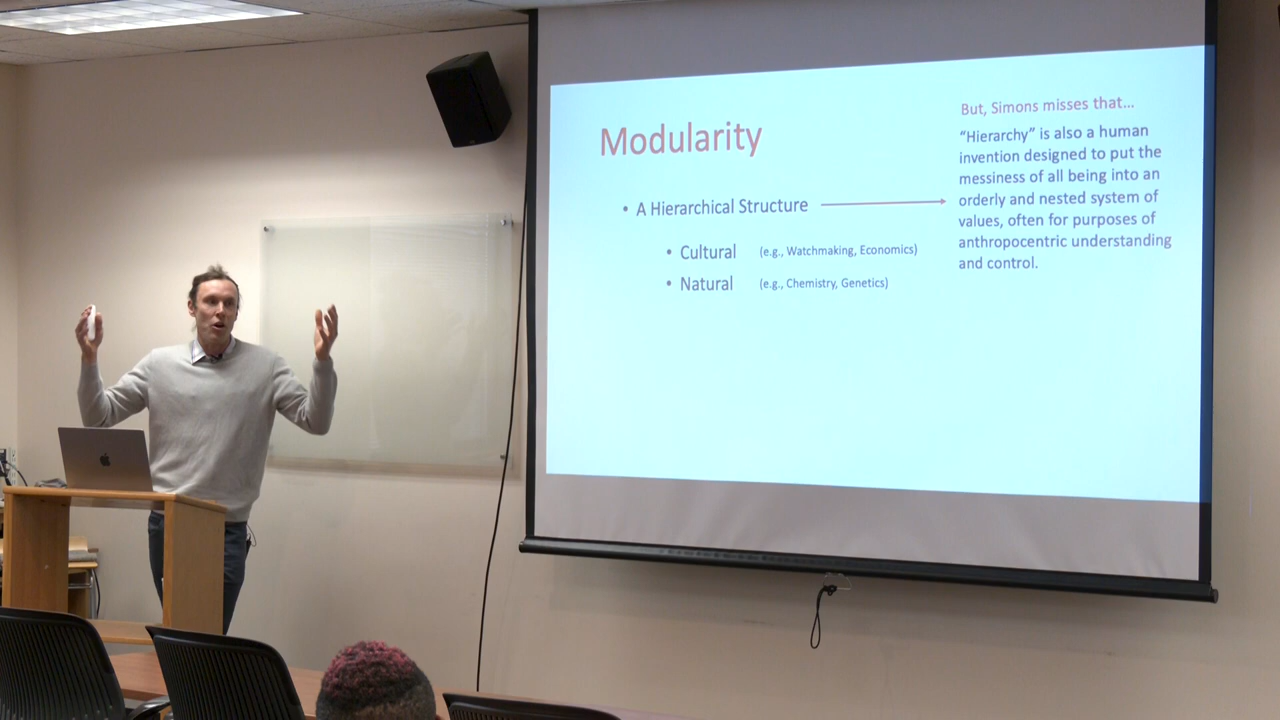 Modularity
• A Hierarchical Structure
• Cultural (e.g., Watchmaking, Economics)
• Natural (e.g., Chemistry, Genetics)
But, Simons misses that…
“Hierarchy” is also a human
invention designed to put the
messiness of all being into an
orderly and nested system of
values, often for purposes of
anthropocentric understanding
and control.